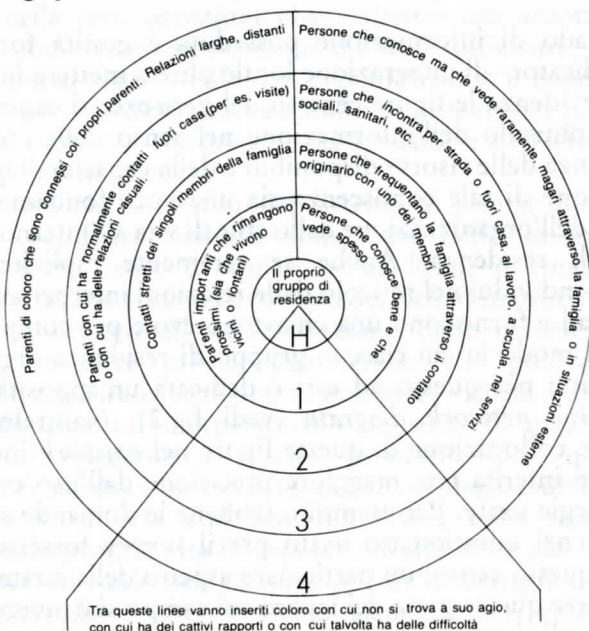 Parenti di coloro che sono connessi coi propri parenti. Relazioni larghe, distanti
Persone che conosce ma che vede raramente, magari attraverso la famiglia o in situazioni esterne
Parenti con cui ha normalmente contatti fuori casa (per es. visite)
o con cui ha delle relazioni casuali.
Persone che incontra per strada o fuori casa, al lavoro, a scuola, nei servizi
sociali, sanitari, etc.
Contatti stretti dei singoli membri della famiglia
Persone che frequentano la famiglia attraverso il contatto
originario con uno dei membri
Parenti importanti che rimangono
prossimi (sia che vivono
vicini o lontani)
Persone che conosce bene e che
vede spesso
Il proprio
gruppo di
residenza
H
1
2
3
4
Tra queste linee vanno inseriti coloro con cui non si trova a suo agio,
con cui ha dei cattivi rapporti o con cui talvolta ha delle difficoltà